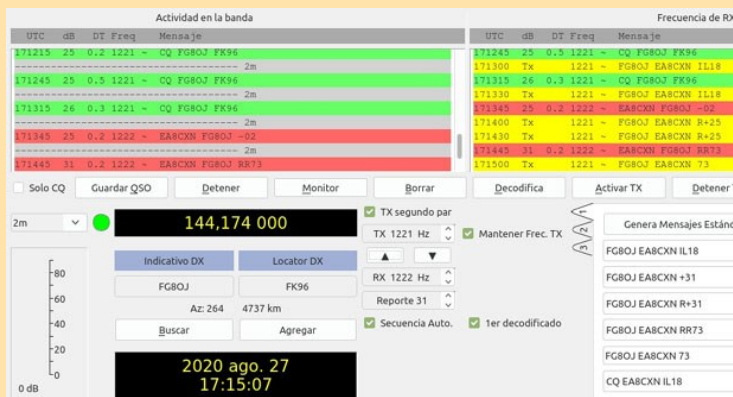 Actividad en la banda
UTC dB DT Freq Mensaje
171215 25 0.2 1221 ~ CQ FG8OJ FK96
---------------------------- 2m
171245 25 0.5 1221 ~ CQ FG8OJ FK96
---------------------------- 2m
171315 26 0.3 1221 ~ CQ FG8OJ FK96
---------------------------- 2m
171345 25 0.2 1222 ~ EA8CXN FG8OJ -02
---------------------------- 2m
171445 31 0.2 1222 ~ EA8CXN FG8OJ RR73
Frecuencia de RX
UTC dB DT Freq Mensaje
171245 25 0.5 1221 ~ CQ FG8OJ FK96
171300 Tx 1221 ~ FG8OJ EA8CXN IL18
171315 26 0.3 1221 ~ CQ FG8OJ FK96
171330 Tx 1221 ~ FG8OJ EA8CXN IL18
171345 25 0.2 1222 ~ EA8CXN FG8OJ -02
171400 Tx 1221 ~ FG8OJ EA8CXN R+25
171430 Tx 1221 ~ FG8OJ EA8CXN R+25
171445 31 0.2 1222 ~ EA8CXN FG8OJ RR73
171500 Tx 1221 ~ FG8OJ EA8CXN 73
Solo CQ Guardar QSO Detener Monitor Borrar Decodifica Activar TX Detener
2m
144,174 000
TX segundo par
TX 1221 Hz
Mantener Frec. TX
Indicativo DX Locator DX
FG8OJ FK96
Az: 264 4737 km
Buscar Agregar
RX 1222 Hz
Reporte 31
Secuencia Auto. 1er decodificado
2020 ago. 27
17:15:07
-80
-60
-40
-20
-0
0 dB
1
2
3
Genera Mensajes Estánd
FG8OJ EA8CXN IL18
FG8OJ EA8CXN +31
FG8OJ EA8CXN R+31
FG8OJ EA8CXN RR73
FG8OJ EA8CXN 73
CQ EA8CXN IL18